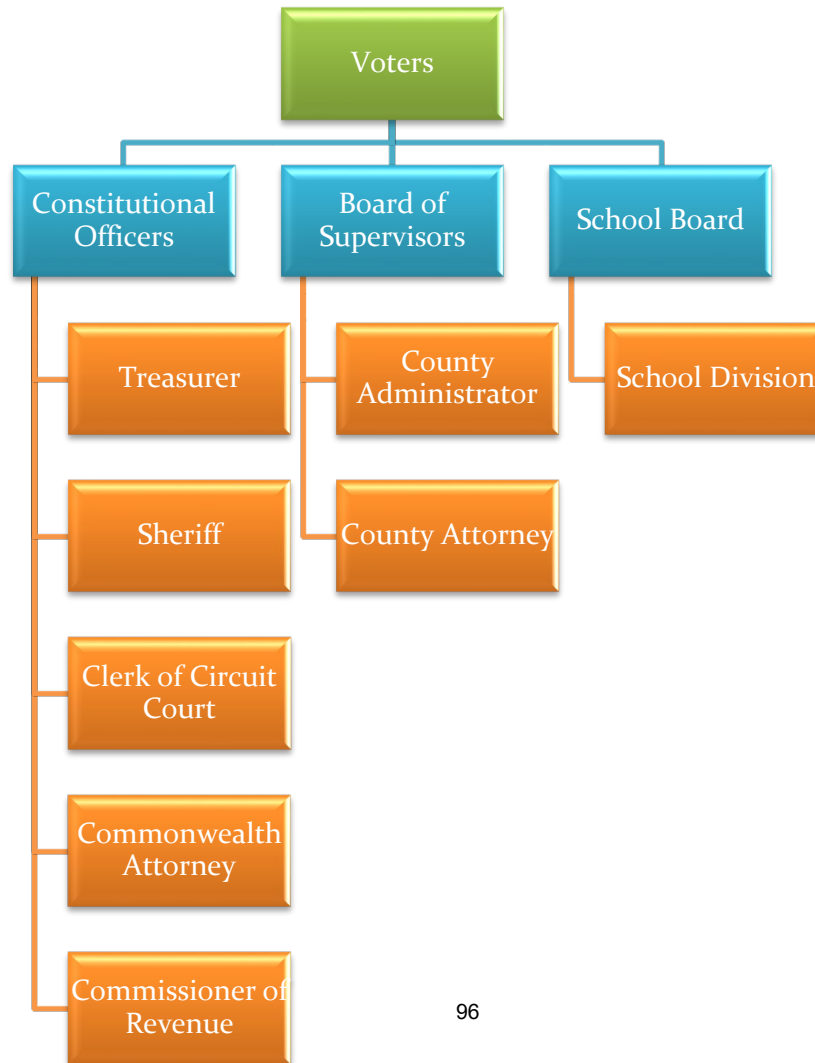 Voters
Constitutional
Officers
Board of
Supervisors
School Board
Treasurer
County
Administrator
School Division
Sheriff
County Attorney
Clerk of Circuit
Court
Commonwealth
Attorney
Commissioner of
Revenue
96